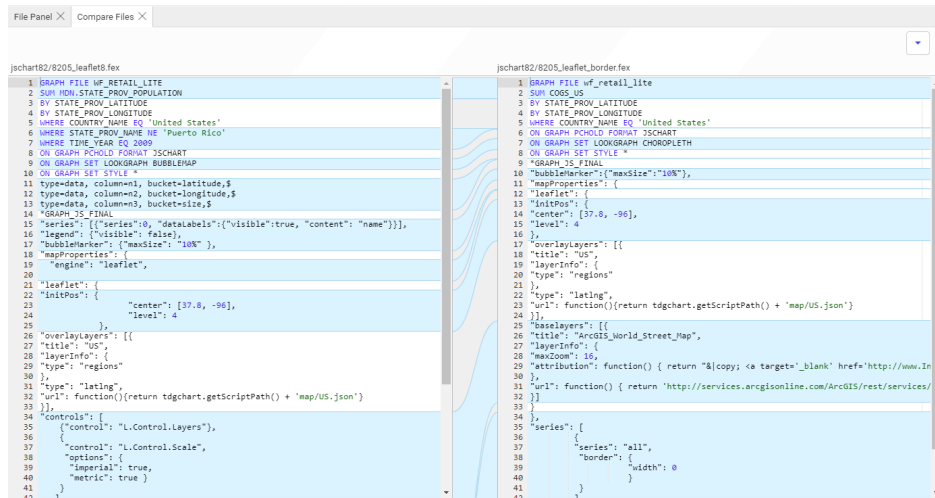 File Panel
Compare Files
jschart82/8205_leaflet8.fex
1 GRAPH FILE WF_RETAIL_LITE
2 SUM MDN.STATE_PROV_POPULATION
3 BY STATE_PROV_LATITUDE
4 BY STATE_PROV_LONGITUDE
5 WHERE COUNTRY_NAME EQ 'United States'
6 WHERE STATE_PROV_NAME NE 'Puerto Rico'
7 WHERE TIME_YEAR EQ 2009
8 ON GRAPH PCHOLD FORMAT JSCHART
9 ON GRAPH SET LOOKGRAPH BUBBLEMAP
10 ON GRAPH SET STYLE *
11 type=data, column=n1, bucket=latitude,$
12 type=data, column=n2, bucket=longitude,$
13 type=data, column=n3, bucket=size,$
14 *GRAPH_JS_FINAL
15 "series": [{"series":0, "dataLabels":{"visible":true, "content": "name"}}],
16 "legend": {"visible": false},
17 "bubbleMarker": {"maxSize": "10%" },
18 "mapProperties": {
19 "engine": "leaflet",
20
21 "leaflet": {
22 "initPos": {
23 "center": [37.8, -96],
24 "level": 4
25 },
26 "overlayLayers": [{
27 "title": "US",
28 "layerInfo": {
29 "type": "regions"
30 },
31 "type": "latlng",
32 "url": function(){return tdgchart.getScriptPath() + 'map/US.json'}
33 }],
34 "controls": [
35 {"control": "L.Control.Layers"},
36 {
37 "control": "L.Control.Scale",
38 "options": {
39 "imperial": true,
40 "metric": true }
41 }
42
jschart82/8205_leaflet_border.fex
1 GRAPH FILE wf_retail_lite
2 SUM COGS_US
3 BY STATE_PROV_LATITUDE
4 BY STATE_PROV_LONGITUDE
5 WHERE COUNTRY_NAME EQ 'United States'
6 ON GRAPH PCHOLD FORMAT JSCHART
7 ON GRAPH SET LOOKGRAPH CHOROPLETH
8 ON GRAPH SET STYLE *
9 *GRAPH_JS_FINAL
10 "bubbleMarker":{"maxSize":"10%"},
11 "mapProperties": {
12 "leaflet": {
13 "initPos": {
14 "center": [37.8, -96],
15 "level": 4
16 },
17 "overlayLayers": [{
18 "title": "US",
19 "layerInfo": {
20 "type": "regions"
21 },
22 "type": "latlng",
23 "url": function(){return tdgchart.getScriptPath() + 'map/US.json'}
24 }],
25 "baselayers": [{
26 "title": "ArcGIS_World_Street_Map",
27 "layerInfo": {
28 "maxZoom": 16,
29 "attribution": function() { return "&|copy; <a target='_blank' href='http://www.In
30 },
31 "url": function() { return 'http://services.arcgisonline.com/ArcGIS/rest/services/
32 }]
33 }
34 },
35 "series": [
36 {
37 "series": "all",
38 "border": {
39 "width": 0
40 }
41 }
42